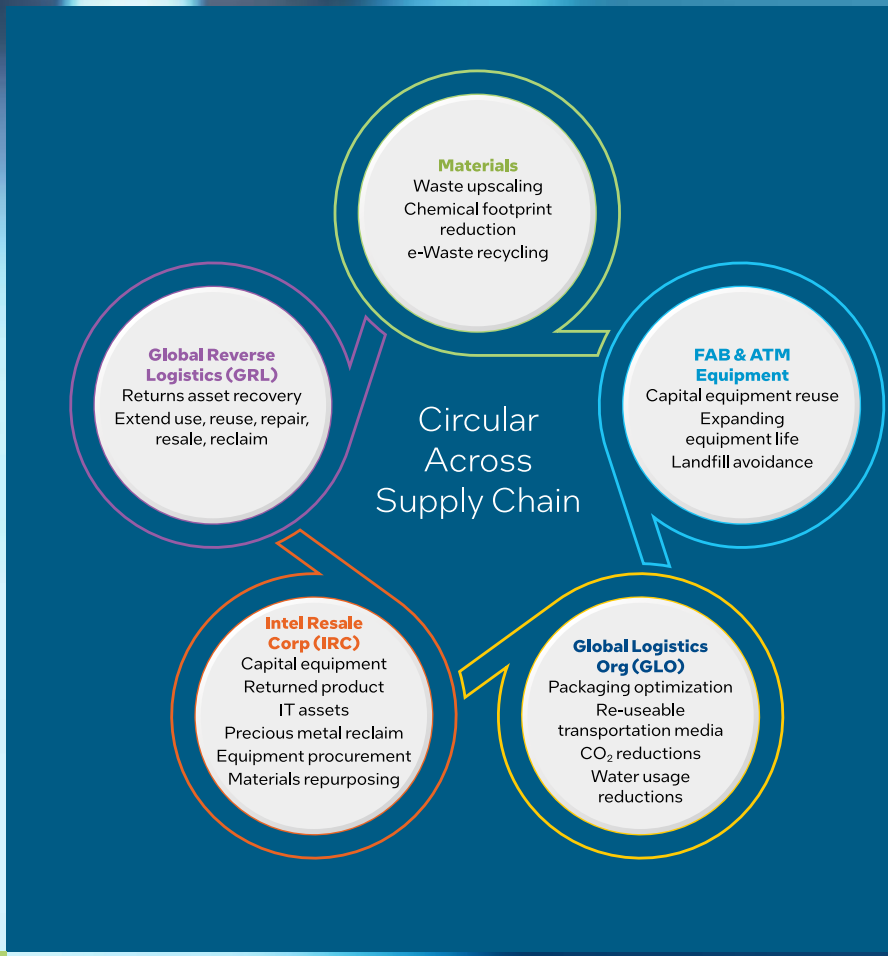 Materials
Waste upscaling
Chemical footprint
reduction
e-Waste recycling
FAB & ATM
Equipment
Capital equipment reuse
Expanding
equipment life
Landfill avoidance
Global Logistics
Org (GLO)
Packaging optimization
Re-useable
transportation media
CO₂ reductions
Water usage
reductions
Intel Resale
Corp (IRC)
Capital equipment
Returned product
IT assets
Precious metal reclaim
Equipment procurement
Materials repurposing
Global Reverse
Logistics (GRL)
Returns asset recovery
Extend use, reuse, repair,
resale, reclaim
Circular
Across
Supply Chain